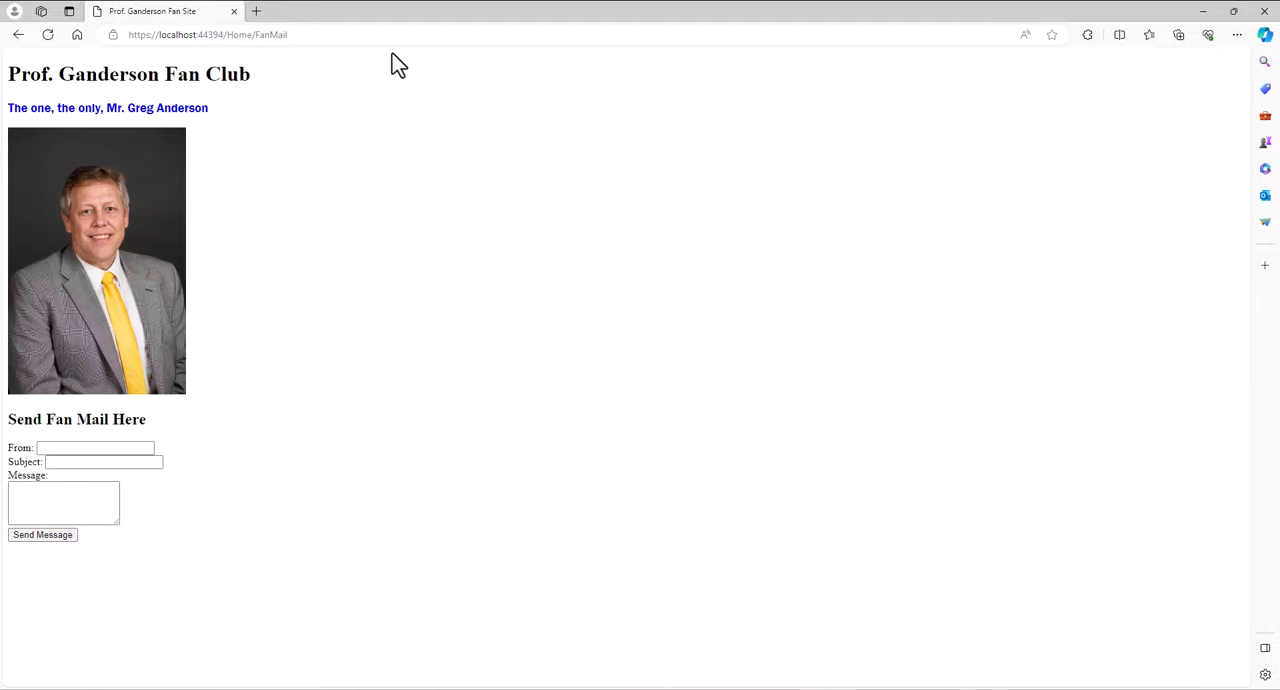 Prof. Ganderson Fan Site
https://localhost:44394/Home/FanMail
Prof. Ganderson Fan Club
The one, the only, Mr. Greg Anderson
Send Fan Mail Here
From:
Subject:
Message:
Send Message